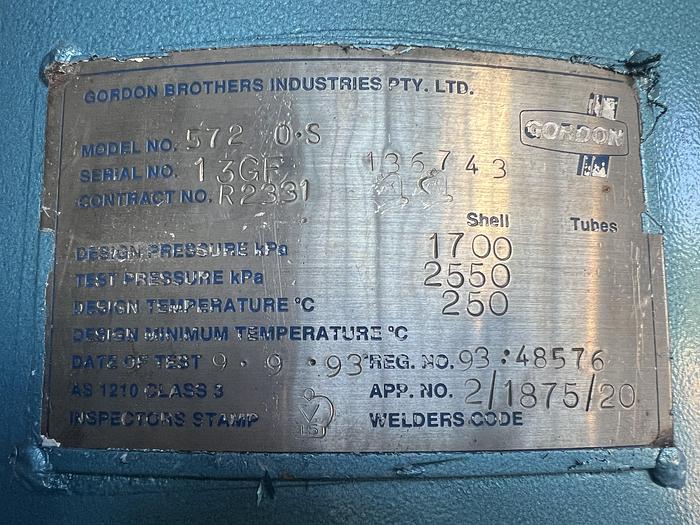 GORDON BROTHERS INDUSTRIES PTY. LTD.
GORDON
MODEL NO. 572 0·S
SERIAL NO. 13GF 136743
CONTRACT NO. R2331
Shell Tubes
DESIGN PRESSURE kPa 1700
TEST PRESSURE kPa 2550
DESIGN TEMPERATURE °C 250
DESIGN MINIMUM TEMPERATURE °C
DATE OF TEST 9 · 9 · 93 REG. NO. 93:48576
AS 1210 CLASS 3 APP. NO. 2/1875/20
INSPECTORS STAMP WELDERS CODE